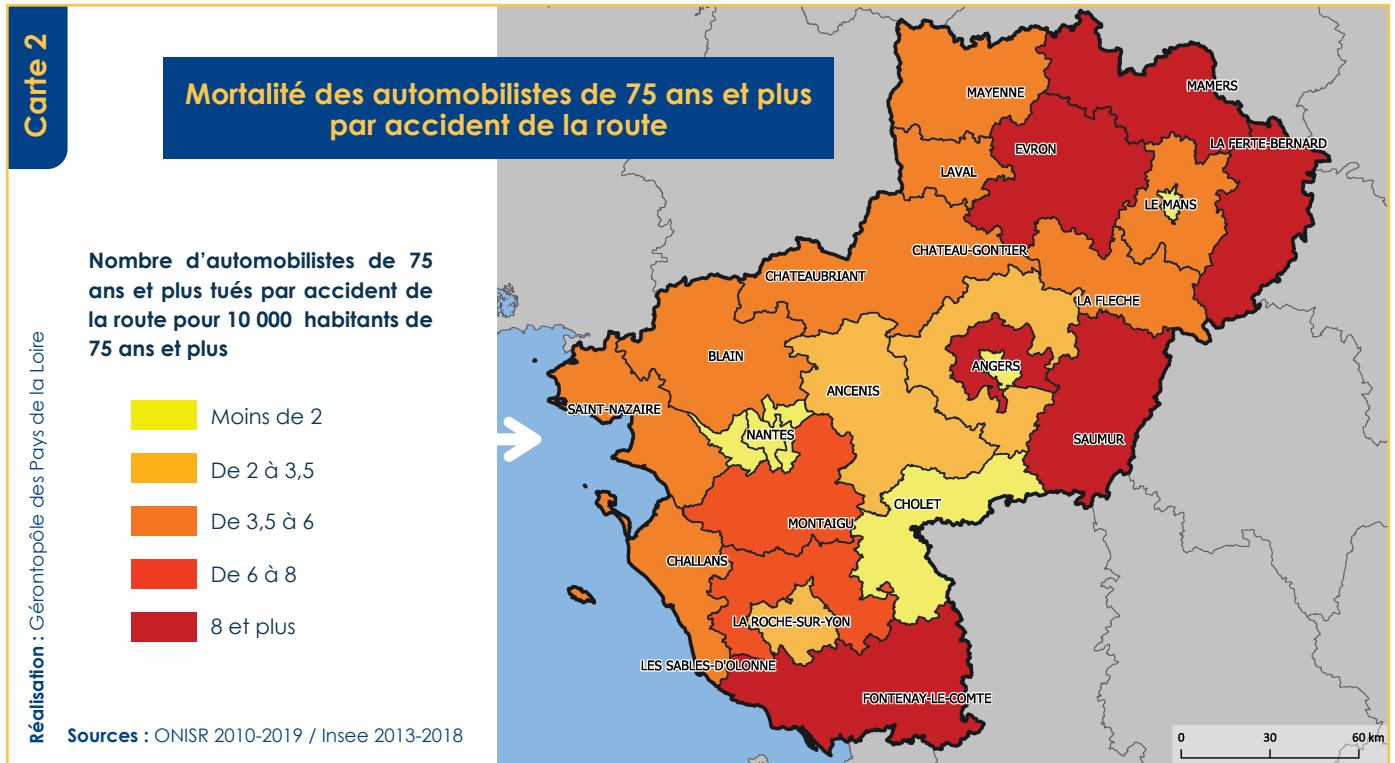 Carte 2
Mortalité des automobilistes de 75 ans et plus
par accident de la route
Nombre d’automobilistes de 75
ans et plus tués par accident de
la route pour 10 000 habitants de
75 ans et plus
Moins de 2
De 2 à 3,5
De 3,5 à 6
De 6 à 8
8 et plus
Réalisation : Gérontopôle des Pays de la Loire
Sources : ONISR 2010-2019 / Insee 2013-2018
MAYENNE
MAMERS
EVRON
LA FERTE-BERNARD
LAVAL
LE MANS
CHATEAU-GONTIER
CHATEAUBRIANT
LA FLECHE
BLAIN
ANGERS
ANCENIS
SAINT-NAZAIRE
NANTES
SAUMUR
CHOLET
MONTAIGU
CHALLANS
LA ROCHE-SUR-YON
LES SABLES-D'OLONNE
FONTENAY-LE-COMTE
0 30 60 km